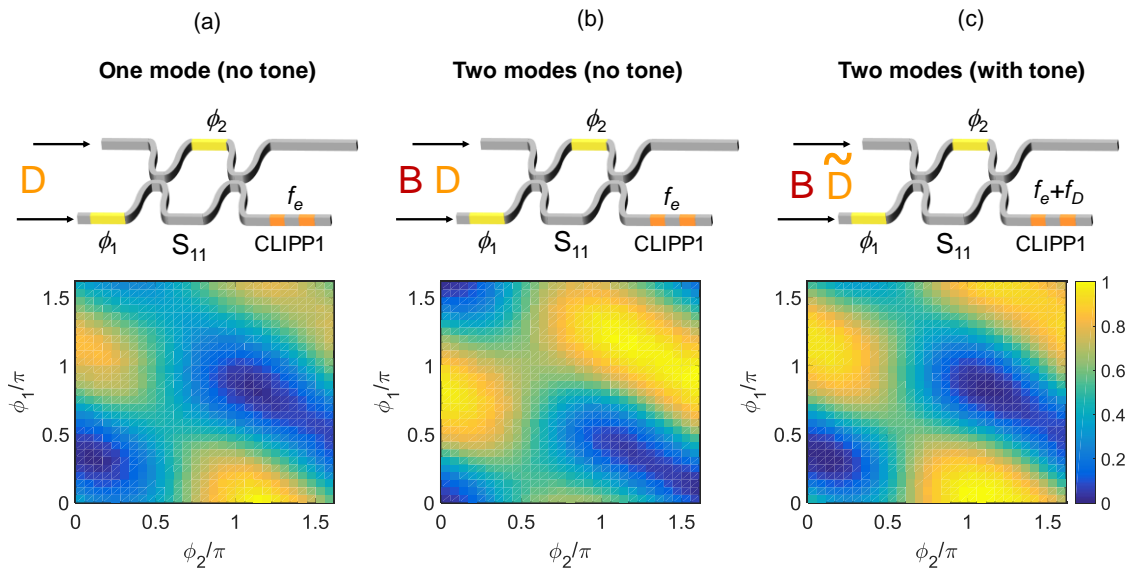 (a)
One mode (no tone)
ϕ2
D
fe
ϕ1
S11
CLIPP1
1.5
1
0.5
0
ϕ1/π
0
0.5
1
1.5
ϕ2/π
(b)
Two modes (no tone)
ϕ2
B D
fe
ϕ1
S11
CLIPP1
1.5
1
0.5
0
ϕ1/π
0
0.5
1
1.5
ϕ2/π
(c)
Two modes (with tone)
ϕ2
B D̃
fe+fD
ϕ1
S11
CLIPP1
1.5
1
0.5
0
ϕ1/π
0
0.5
1
1.5
ϕ2/π
1
0.8
0.6
0.4
0.2
0